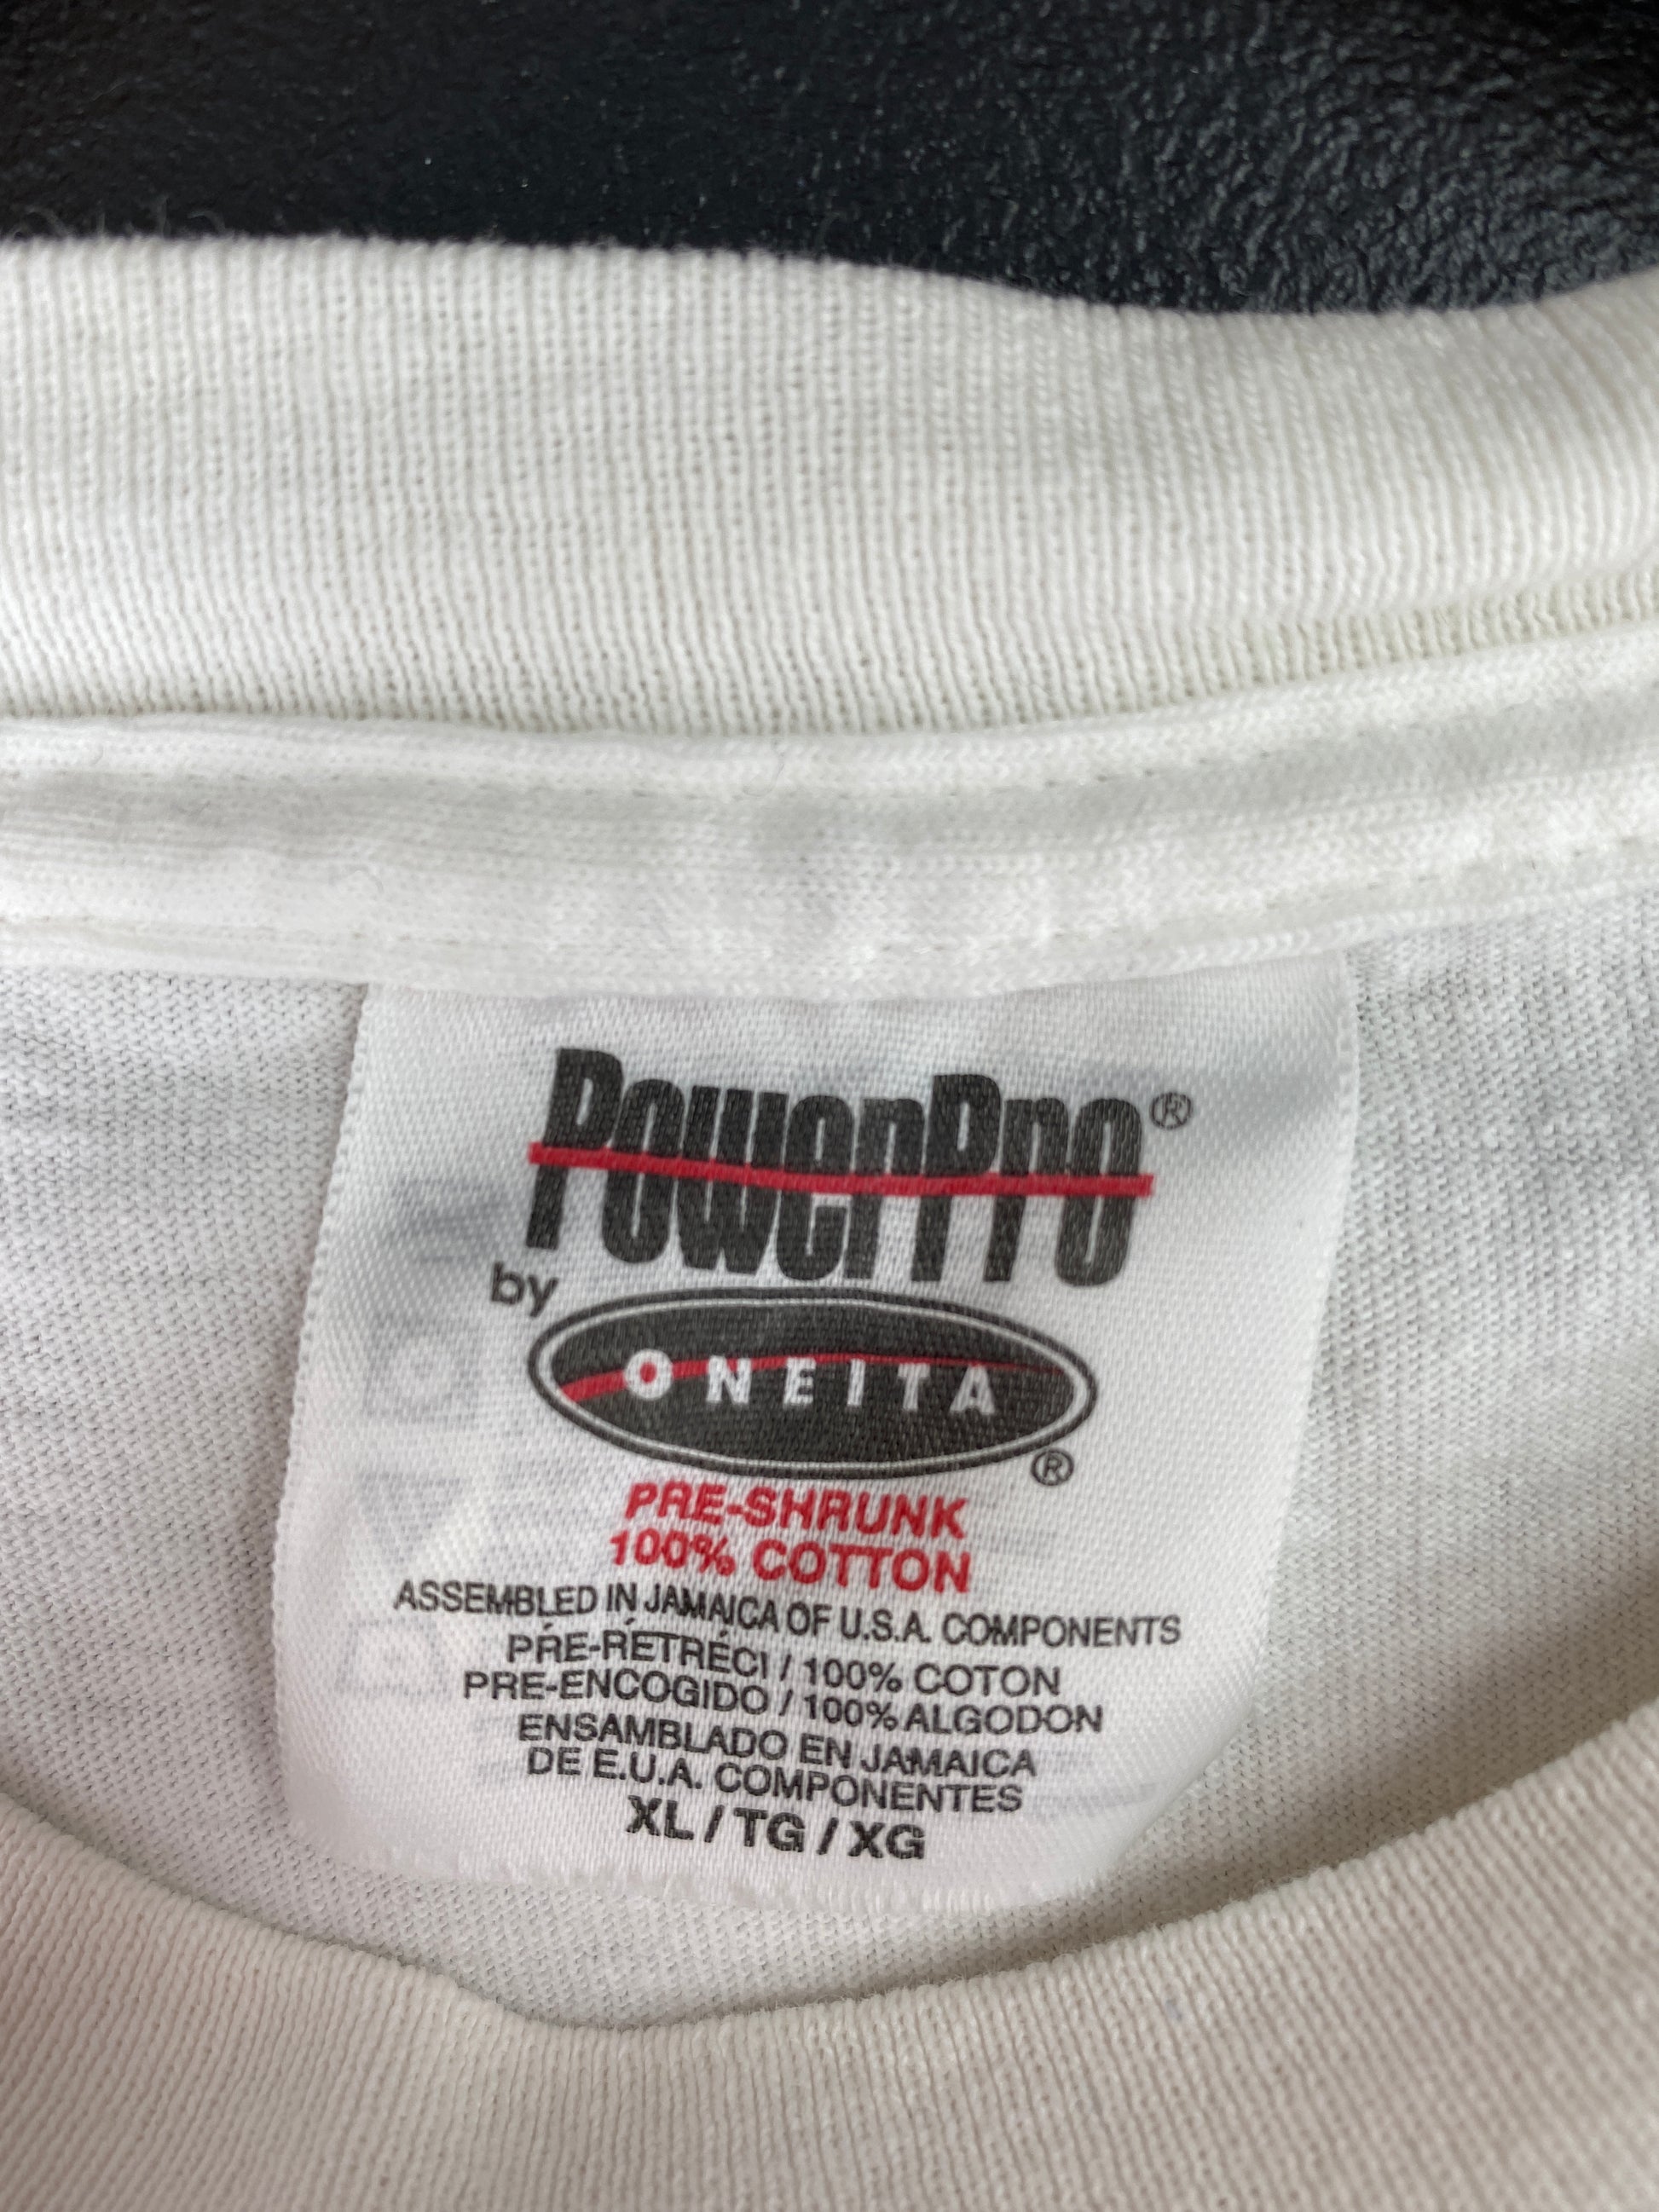 PowerPro®
by
ONEITA
®
PRE-SHRUNK
100% COTTON
ASSEMBLED IN JAMAICA OF U.S.A. COMPONENTS
PRÉ-RÉTRÉCI / 100% COTON
PRE-ENCOGIDO / 100% ALGODON
ENSAMBLADO EN JAMAICA
DE E.U.A. COMPONENTES
XL / TG / XG